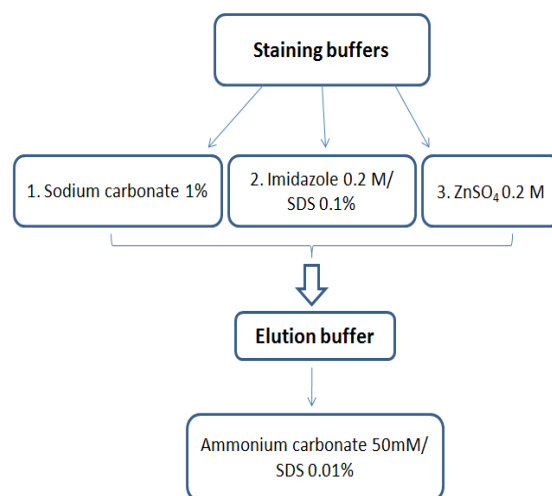 Staining buffers
1. Sodium carbonate 1%
2. Imidazole 0.2 M/
SDS 0.1%
3. ZnSO₄ 0.2 M
Elution buffer
Ammonium carbonate 50mM/
SDS 0.01%